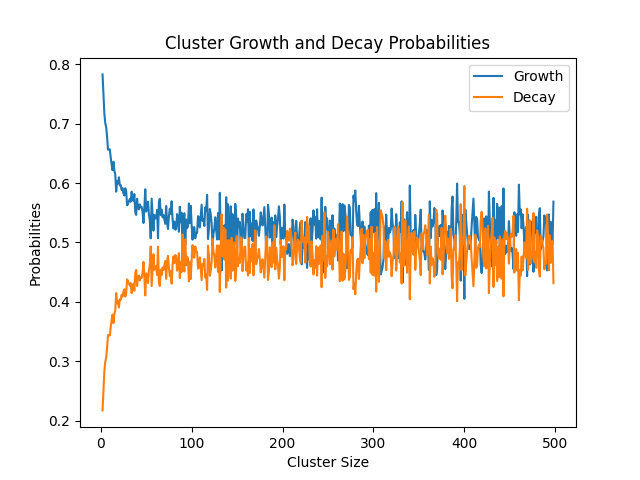 Cluster Growth and Decay Probabilities
Growth
Decay
Probabilities
0.8
0.7
0.6
0.5
0.4
0.3
0.2
0
100
200
300
400
500
Cluster Size